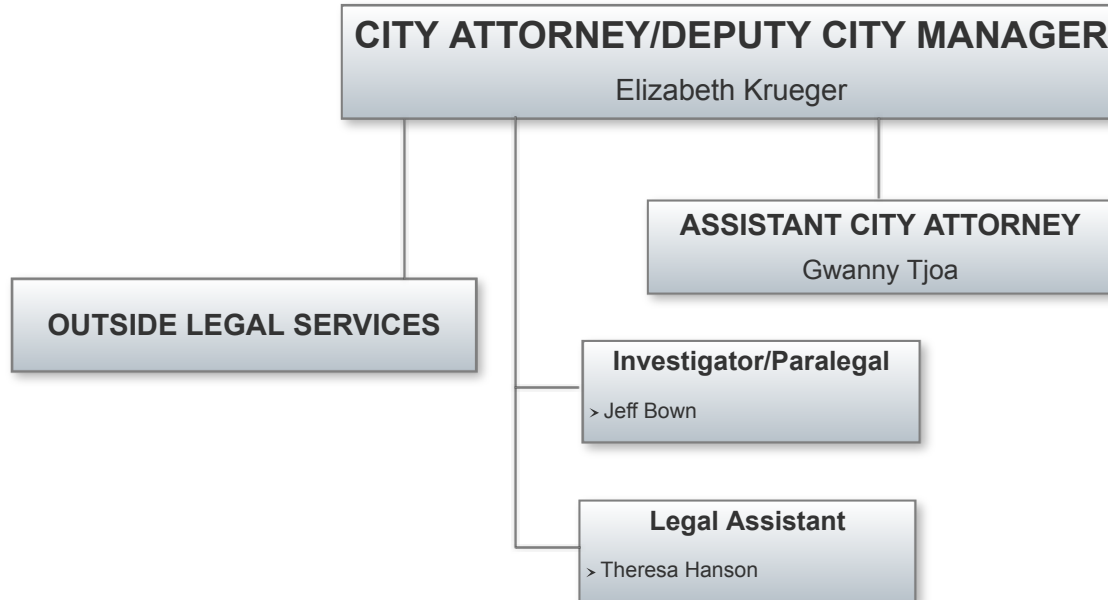 CITY ATTORNEY/DEPUTY CITY MANAGER
Elizabeth Krueger
ASSISTANT CITY ATTORNEY
Gwanny Tjoa
OUTSIDE LEGAL SERVICES
Investigator/Paralegal
> Jeff Bown
Legal Assistant
> Theresa Hanson